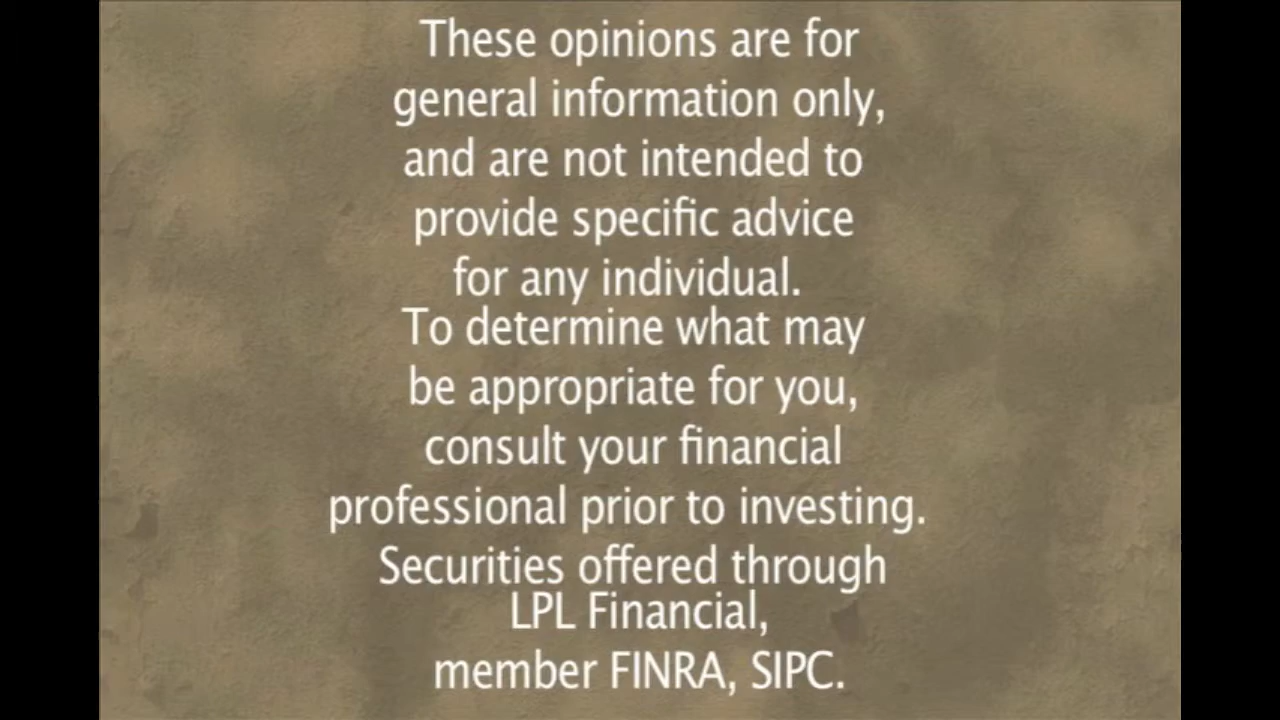 These opinions are for
general information only,
and are not intended to
provide specific advice
for any individual.
To determine what may
be appropriate for you,
consult your financial
professional prior to investing.
Securities offered through
LPL Financial,
member FINRA, SIPC.